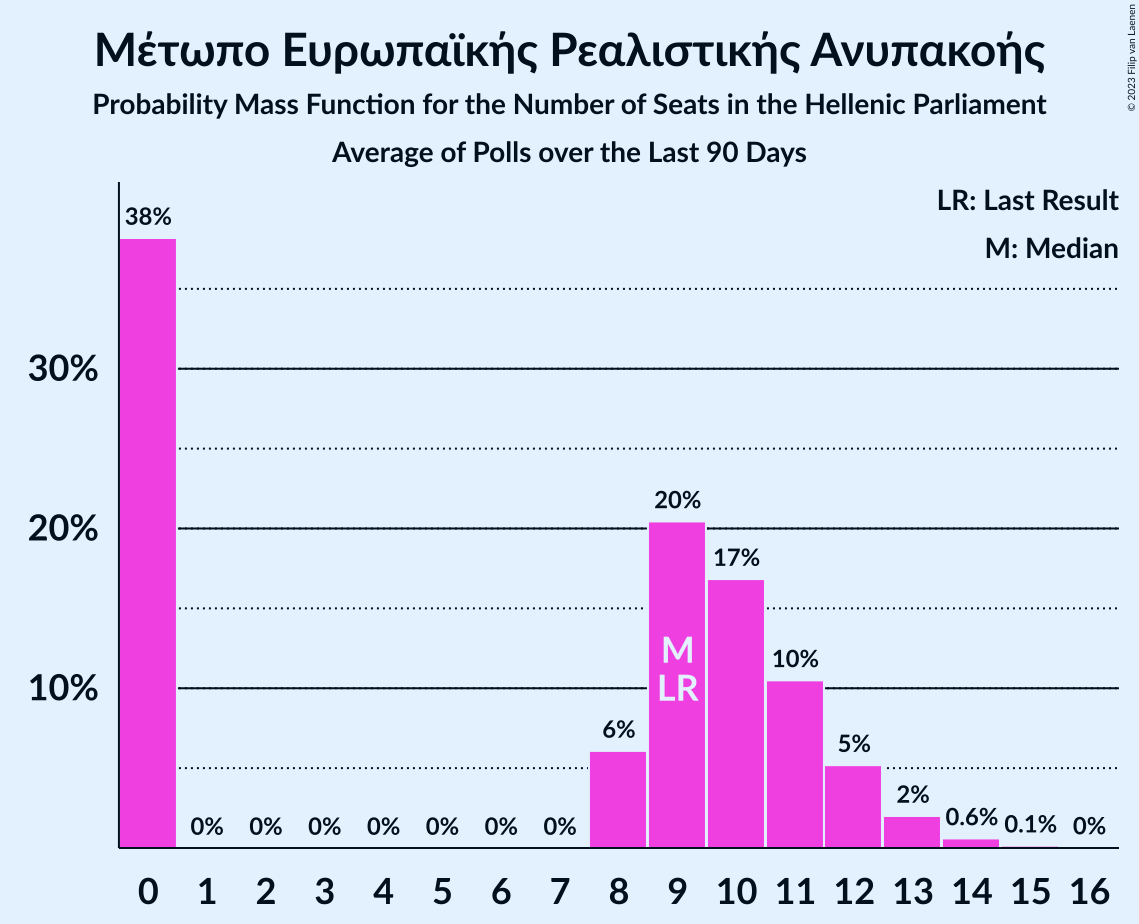 Μέτωπο Ευρωπαϊκής Ρεαλιστικής Ανυπακοής
Probability Mass Function for the Number of Seats in the Hellenic Parliament
Average of Polls over the Last 90 Days
© 2023 Filip van Laenen
LR: Last Result
M: Median
38%
30%
20%
20%
17%
M
LR
10%
10%
6%
5%
2%
0% 0% 0% 0% 0% 0% 0%
0.6% 0.1% 0%
0 1 2 3 4 5 6 7 8 9 10 11 12 13 14 15 16